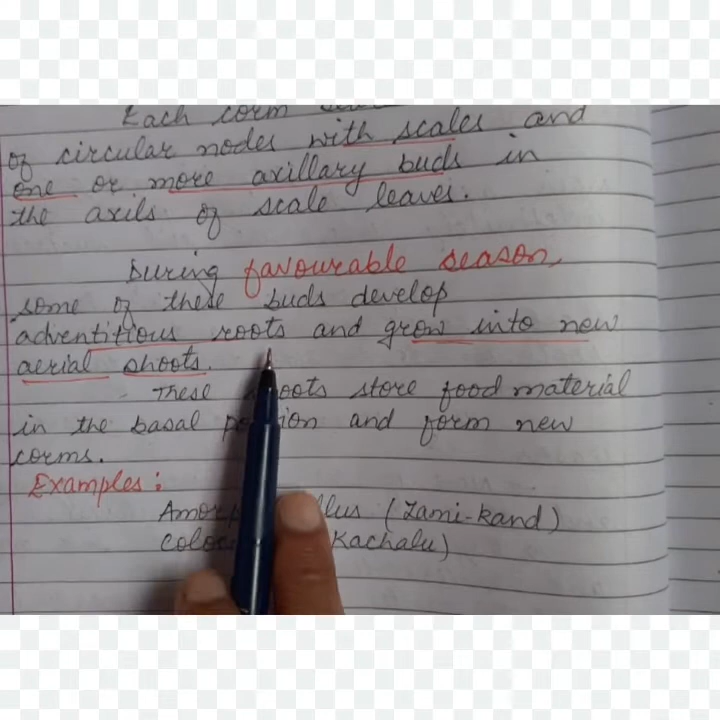 Each corm
of circular nodes with scales and
one or more axillary buds in
the axils of scale leaves.
During favourable season,
some of these buds develop
adventitious roots and grow into new
aerial shoots.
These shoots store food material
in the basal portion and form new
corms.
Examples:
(Zami-kand)
Kachalu)